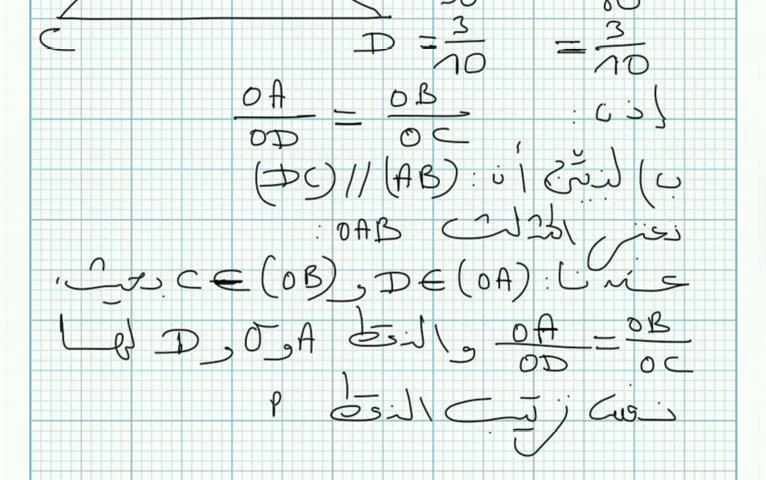 C D = 3/10 = 3/10
إذن : OA/OD = OB/OC
ب) لنستنتج أن : (AB) // (DC)
نعتبر المثلث OAB :
عندنا : D∈(OA) و C∈(OB) بحيث :
OB/OC = OA/OD والنقط A و O و D لها
نفس ترتيب النقط